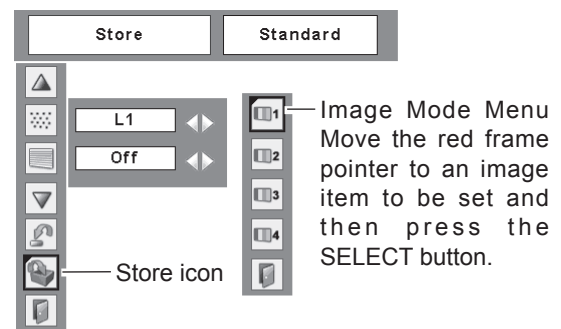 Store
Standard
L1
Off
1
2
3
4
Image Mode Menu
Move the red frame
pointer to an image
item to be set and
then press the
SELECT button.
Store icon